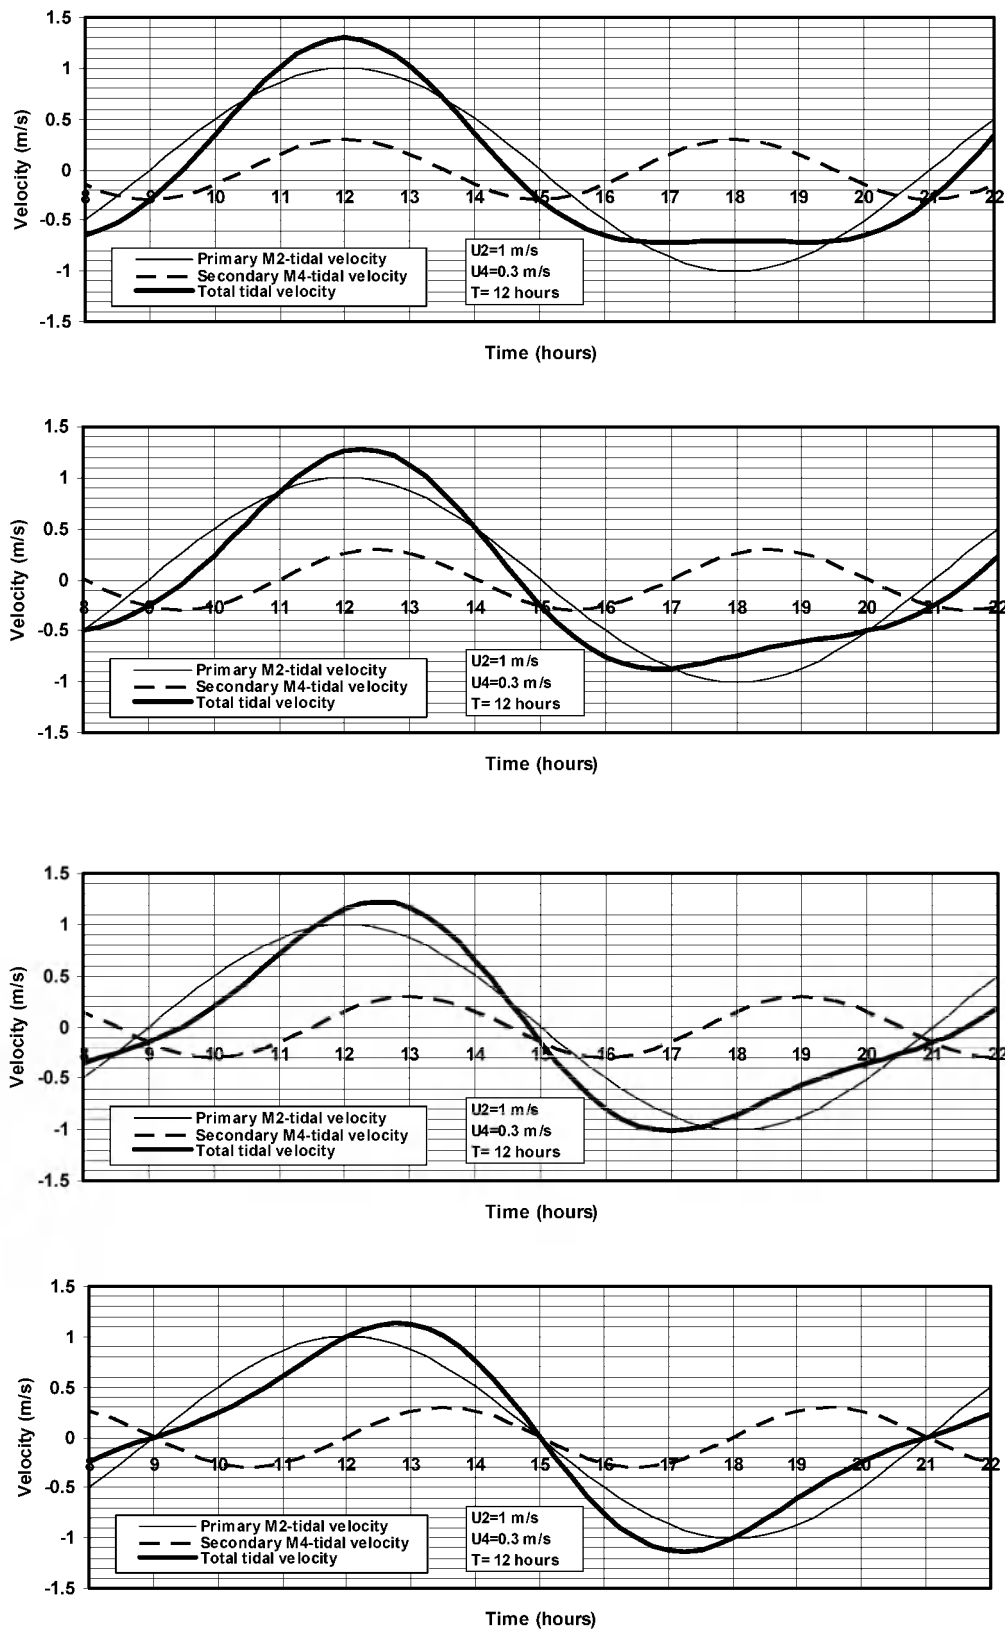 1.5
1
0.5
0
-0.5
-1
-1.5
Velocity (m/s)
8 9 10 11 12 13 14 15 16 17 18 19 20 21 22
Primary M2-tidal velocity
Secondary M4-tidal velocity
Total tidal velocity
U2=1 m/s
U4=0.3 m/s
T= 12 hours
Time (hours)
1.5
1
0.5
0
-0.5
-1
-1.5
Velocity (m/s)
8 9 10 11 12 13 14 15 16 17 18 19 20 21 22
Primary M2-tidal velocity
Secondary M4-tidal velocity
Total tidal velocity
U2=1 m/s
U4=0.3 m/s
T= 12 hours
Time (hours)
1.5
1
0.5
0
-0.5
-1
-1.5
Velocity (m/s)
8 9 10 11 12 13 14 15 16 17 18 19 20 21 22
Primary M2-tidal velocity
Secondary M4-tidal velocity
Total tidal velocity
U2=1 m/s
U4=0.3 m/s
T= 12 hours
Time (hours)
1.5
1
0.5
0
-0.5
-1
-1.5
Velocity (m/s)
8 9 10 11 12 13 14 15 16 17 18 19 20 21 22
Primary M2-tidal velocity
Secondary M4-tidal velocity
Total tidal velocity
U2=1 m/s
U4=0.3 m/s
T= 12 hours
Time (hours)